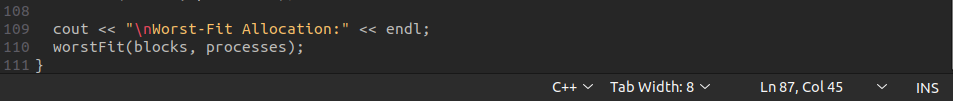 108
109   cout << "\nWorst-Fit Allocation:" << endl;
110   worstFit(blocks, processes);
111 }
C++ Tab Width: 8 Ln 87, Col 45 INS